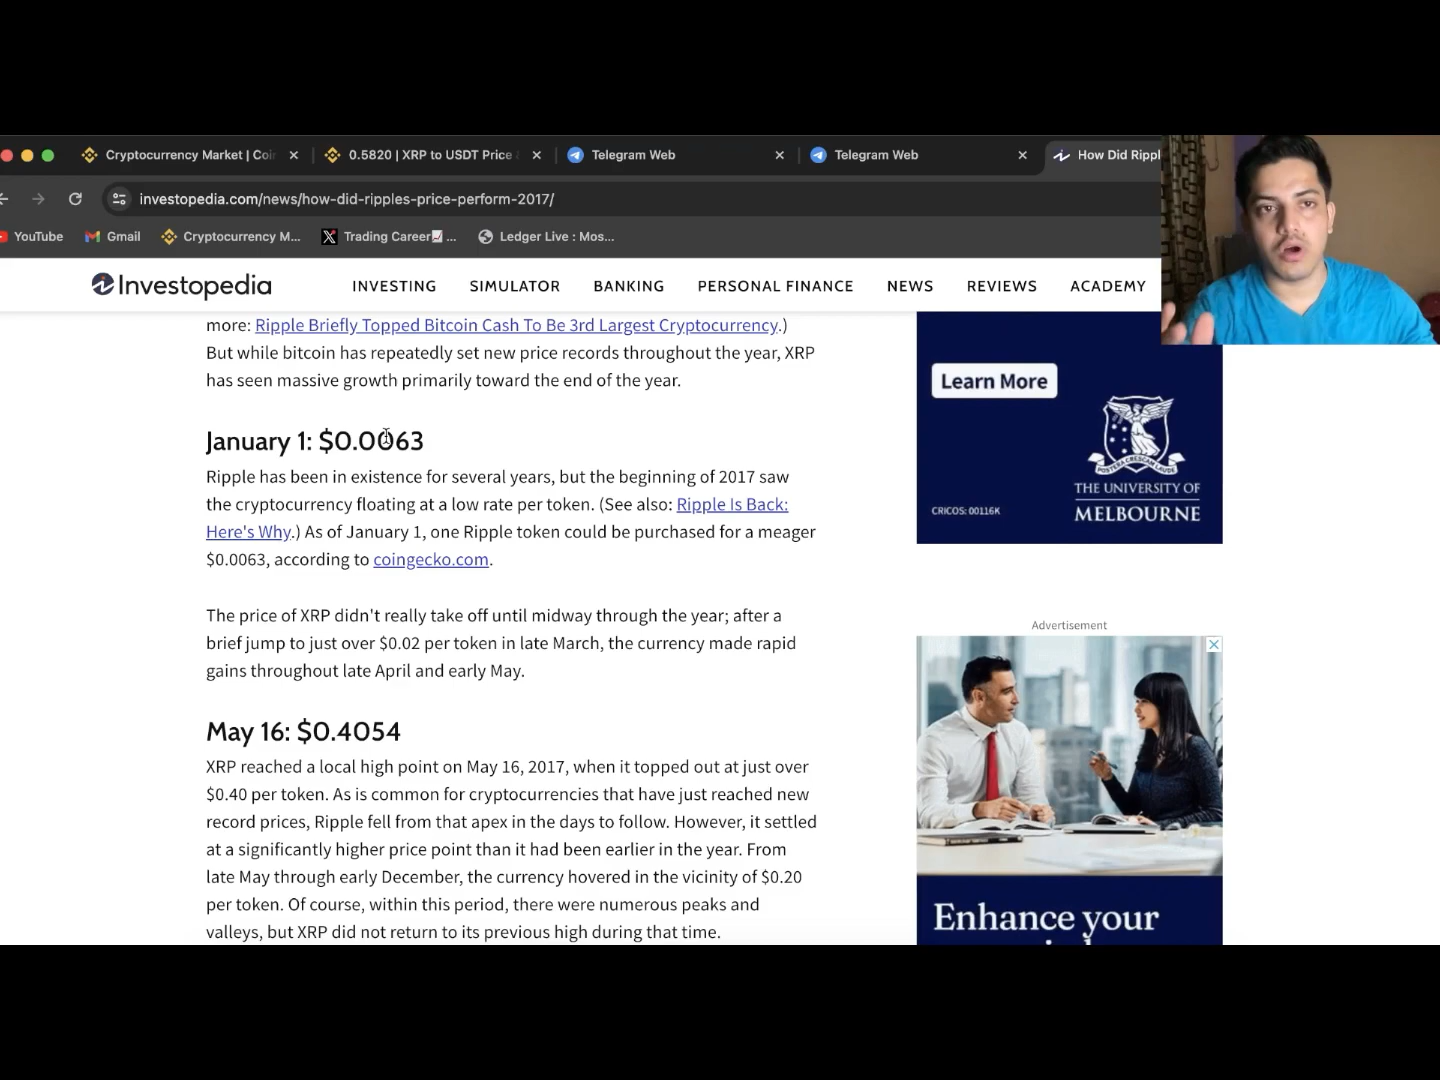 Cryptocurrency Market | Coi
0.5820 | XRP to USDT Price
Telegram Web
Telegram Web
How Did Rippl
investopedia.com/news/how-did-ripples-price-perform-2017/
YouTube
Gmail
Cryptocurrency M...
Trading Career📈 ...
Ledger Live : Mos...
Investopedia
INVESTING
SIMULATOR
BANKING
PERSONAL FINANCE
NEWS
REVIEWS
ACADEMY
more: Ripple Briefly Topped Bitcoin Cash To Be 3rd Largest Cryptocurrency.)
But while bitcoin has repeatedly set new price records throughout the year, XRP
has seen massive growth primarily toward the end of the year.
January 1: $0.0063
Ripple has been in existence for several years, but the beginning of 2017 saw
the cryptocurrency floating at a low rate per token. (See also: Ripple Is Back:
Here's Why.) As of January 1, one Ripple token could be purchased for a meager
$0.0063, according to coingecko.com.
The price of XRP didn't really take off until midway through the year; after a
brief jump to just over $0.02 per token in late March, the currency made rapid
gains throughout late April and early May.
May 16: $0.4054
XRP reached a local high point on May 16, 2017, when it topped out at just over
$0.40 per token. As is common for cryptocurrencies that have just reached new
record prices, Ripple fell from that apex in the days to follow. However, it settled
at a significantly higher price point than it had been earlier in the year. From
late May through early December, the currency hovered in the vicinity of $0.20
per token. Of course, within this period, there were numerous peaks and
valleys, but XRP did not return to its previous high during that time.
Learn More
CRICOS: 00116K
THE UNIVERSITY OF
MELBOURNE
Advertisement
Enhance your